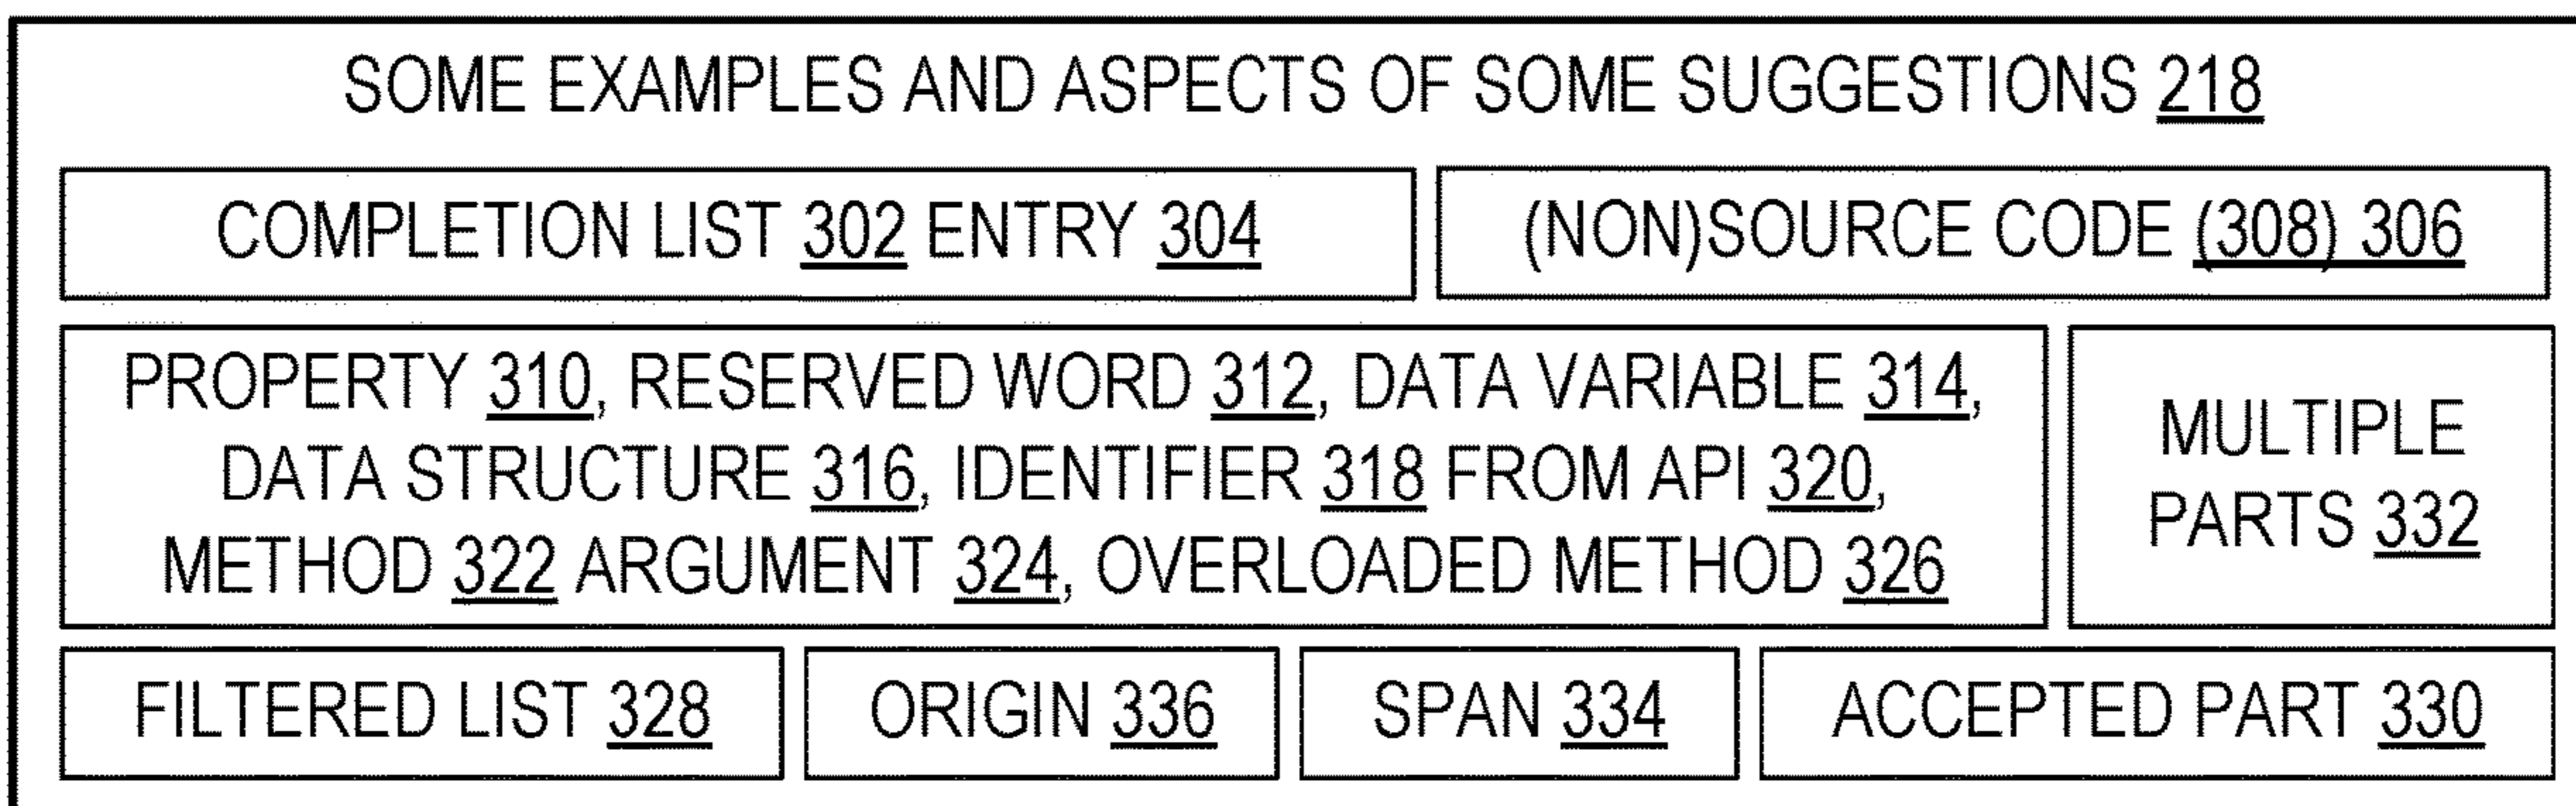 SOME EXAMPLES AND ASPECTS OF SOME SUGGESTIONS 218
COMPLETION LIST 302 ENTRY 304
(NON)SOURCE CODE (308) 306
PROPERTY 310, RESERVED WORD 312, DATA VARIABLE 314,
DATA STRUCTURE 316, IDENTIFIER 318 FROM API 320,
METHOD 322 ARGUMENT 324, OVERLOADED METHOD 326
MULTIPLE
PARTS 332
FILTERED LIST 328
ORIGIN 336
SPAN 334
ACCEPTED PART 330